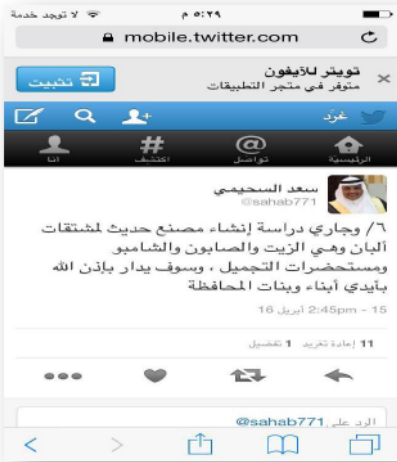 لا توجد خدمة ٥:٢٩ م
mobile.twitter.com
تويتر للآيفون
متوفر في متجر التطبيقات
تثبيت
غرّد
الرئيسية تواصل اكتشف أنا
سعد السحيمي
@sahab771
٦/ وجاري دراسة إنشاء مصنع حديث لمشتقات
ألبان وهي الزيت والصابون والشامبو
ومستحضرات التجميل ، وسوف يدار بإذن الله
بأيدي أبناء وبنات المحافظة
2:45pm - 15 أبريل 16
11 إعادة تغريد 1 تفضيل
الرد على @sahab771